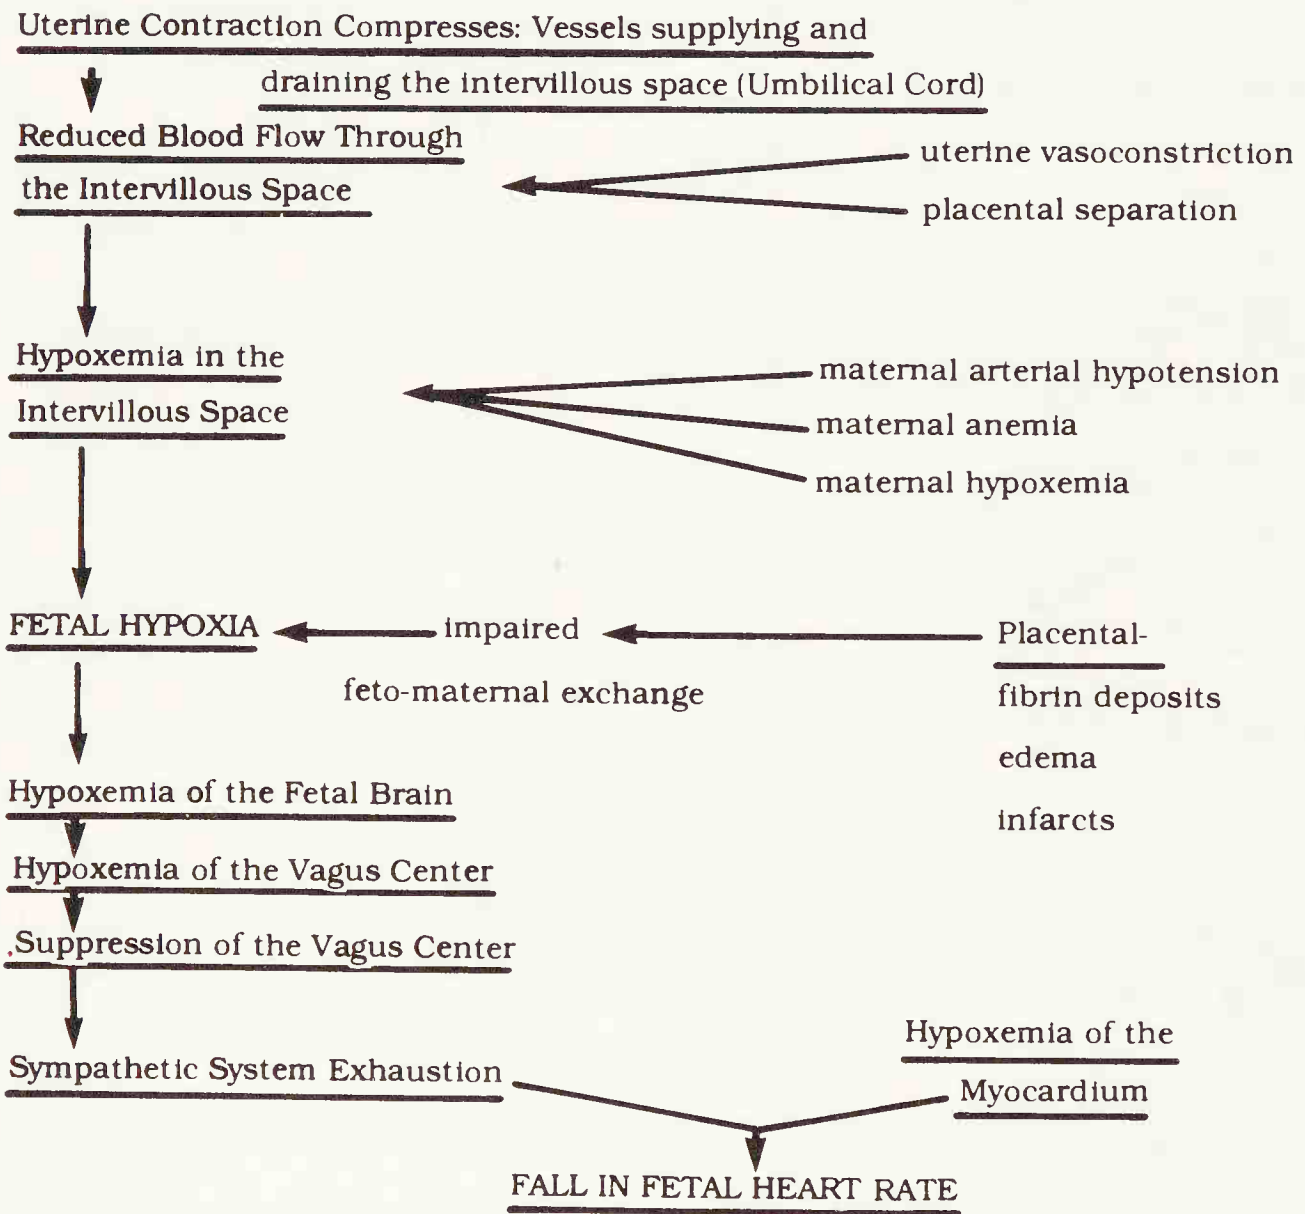 Uterine Contraction Compresses: Vessels supplying and
draining the intervillous space (Umbilical Cord)
Reduced Blood Flow Through
the Intervillous Space
uterine vasoconstriction
placental separation
Hypoxemia in the
Intervillous Space
maternal arterial hypotension
maternal anemia
maternal hypoxemia
FETAL HYPOXIA
impaired
feto-maternal exchange
Placental-
fibrin deposits
edema
infarcts
Hypoxemia of the Fetal Brain
Hypoxemia of the Vagus Center
Suppression of the Vagus Center
Sympathetic System Exhaustion
Hypoxemia of the
Myocardium
FALL IN FETAL HEART RATE